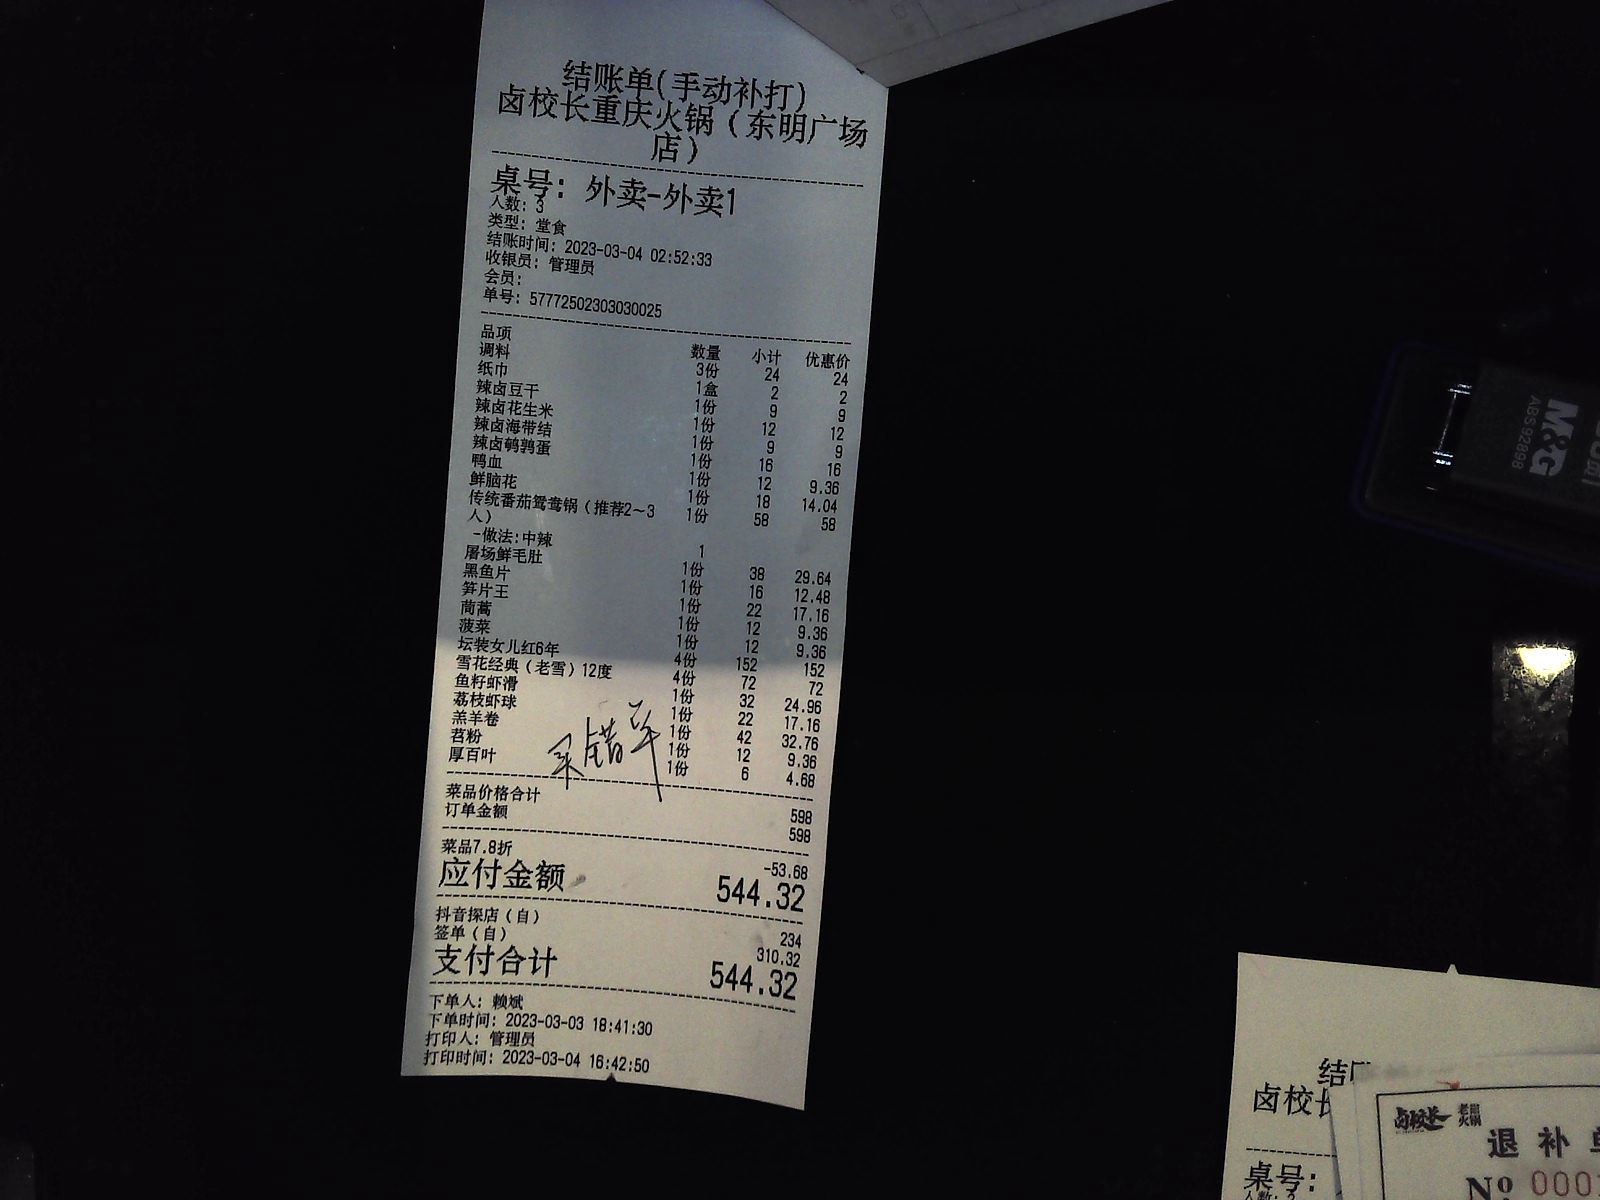 结账单(手动补打)
卤校长重庆火锅（东明广场
店）
桌号: 外卖-外卖1
人数: 3
类型: 堂食
结账时间: 2023-03-04 02:52:33
收银员: 管理员
会员:
单号: 57772502303030025
品项 数量 小计 优惠价
调料 3份 24 24
纸巾 1盒 2 2
辣卤豆干 1份 9 9
辣卤花生米 1份 12 12
辣卤海带结 1份 9 9
辣卤鹌鹑蛋 1份 16 16
鸭血 1份 12 9.36
鲜脑花 1份 18 14.04
传统番茄鸳鸯锅（推荐2~3 1份 58 58
人）
-做法:中辣 1
屠场鲜毛肚 1份 38 29.64
黑鱼片 1份 16 12.48
笋片王 1份 22 17.16
茼蒿 1份 12 9.36
菠菜 1份 12 9.36
坛装女儿红6年 4份 152 152
雪花经典（老雪）12度 4份 72 72
鱼籽虾滑 1份 32 24.96
荔枝虾球 1份 22 17.16
羔羊卷 1份 42 32.76
苕粉 1份 12 9.36
厚百叶 1份 6 4.68
菜品价格合计 598
订单金额 598
菜品7.8折 -53.68
应付金额 544.32
抖音探店（自） 234
签单（自） 310.32
支付合计 544.32
下单人: 赖斌
下单时间: 2023-03-03 18:41:30
打印人: 管理员
打印时间: 2023-03-04 16:42:50
M&G
ABS92898
结
卤校长
桌号:
卤校长 老灶火锅
退补单
№ 000